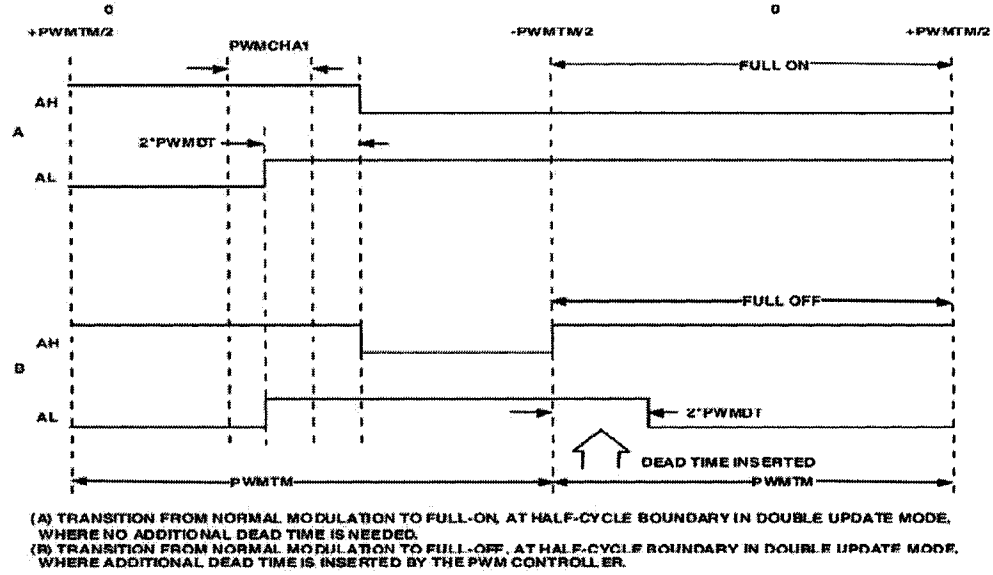 0 0
+PWMTM/2 -PWMTM/2 +PWMTM/2
PWMCHA1
FULL ON
AH
A
2*PWMDT
AL
FULL OFF
AH
B
AL
2*PWMDT
DEAD TIME INSERTED
PWMTM PWMTM
(A) TRANSITION FROM NORMAL MODULATION TO FULL-ON, AT HALF-CYCLE BOUNDARY IN DOUBLE UPDATE MODE,
WHERE NO ADDITIONAL DEAD TIME IS NEEDED.
(B) TRANSITION FROM NORMAL MODULATION TO FULL-OFF, AT HALF-CYCLE BOUNDARY IN DOUBLE UPDATE MODE,
WHERE ADDITIONAL DEAD TIME IS INSERTED BY THE PWM CONTROLLER.